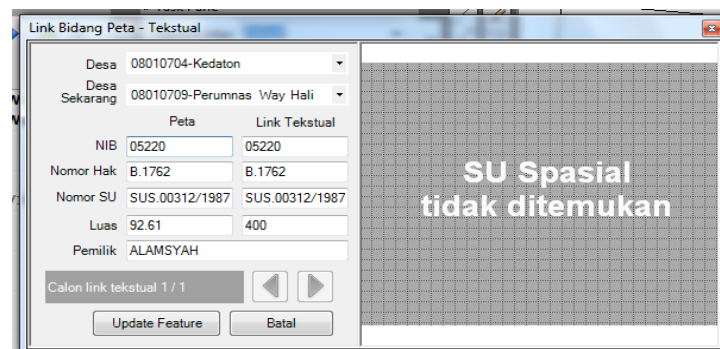 Link Bidang Peta - Tekstual
Desa 08010704-Kedaton
Desa Sekarang 08010709-Perumnas Way Hali
Peta Link Tekstual
NIB 05220 05220
Nomor Hak B.1762 B.1762
Nomor SU SUS.00312/1987 SUS.00312/1987
Luas 92.61 400
Pemilik ALAMSYAH
Calon link tekstual 1 / 1
Update Feature Batal
SU Spasial
tidak ditemukan